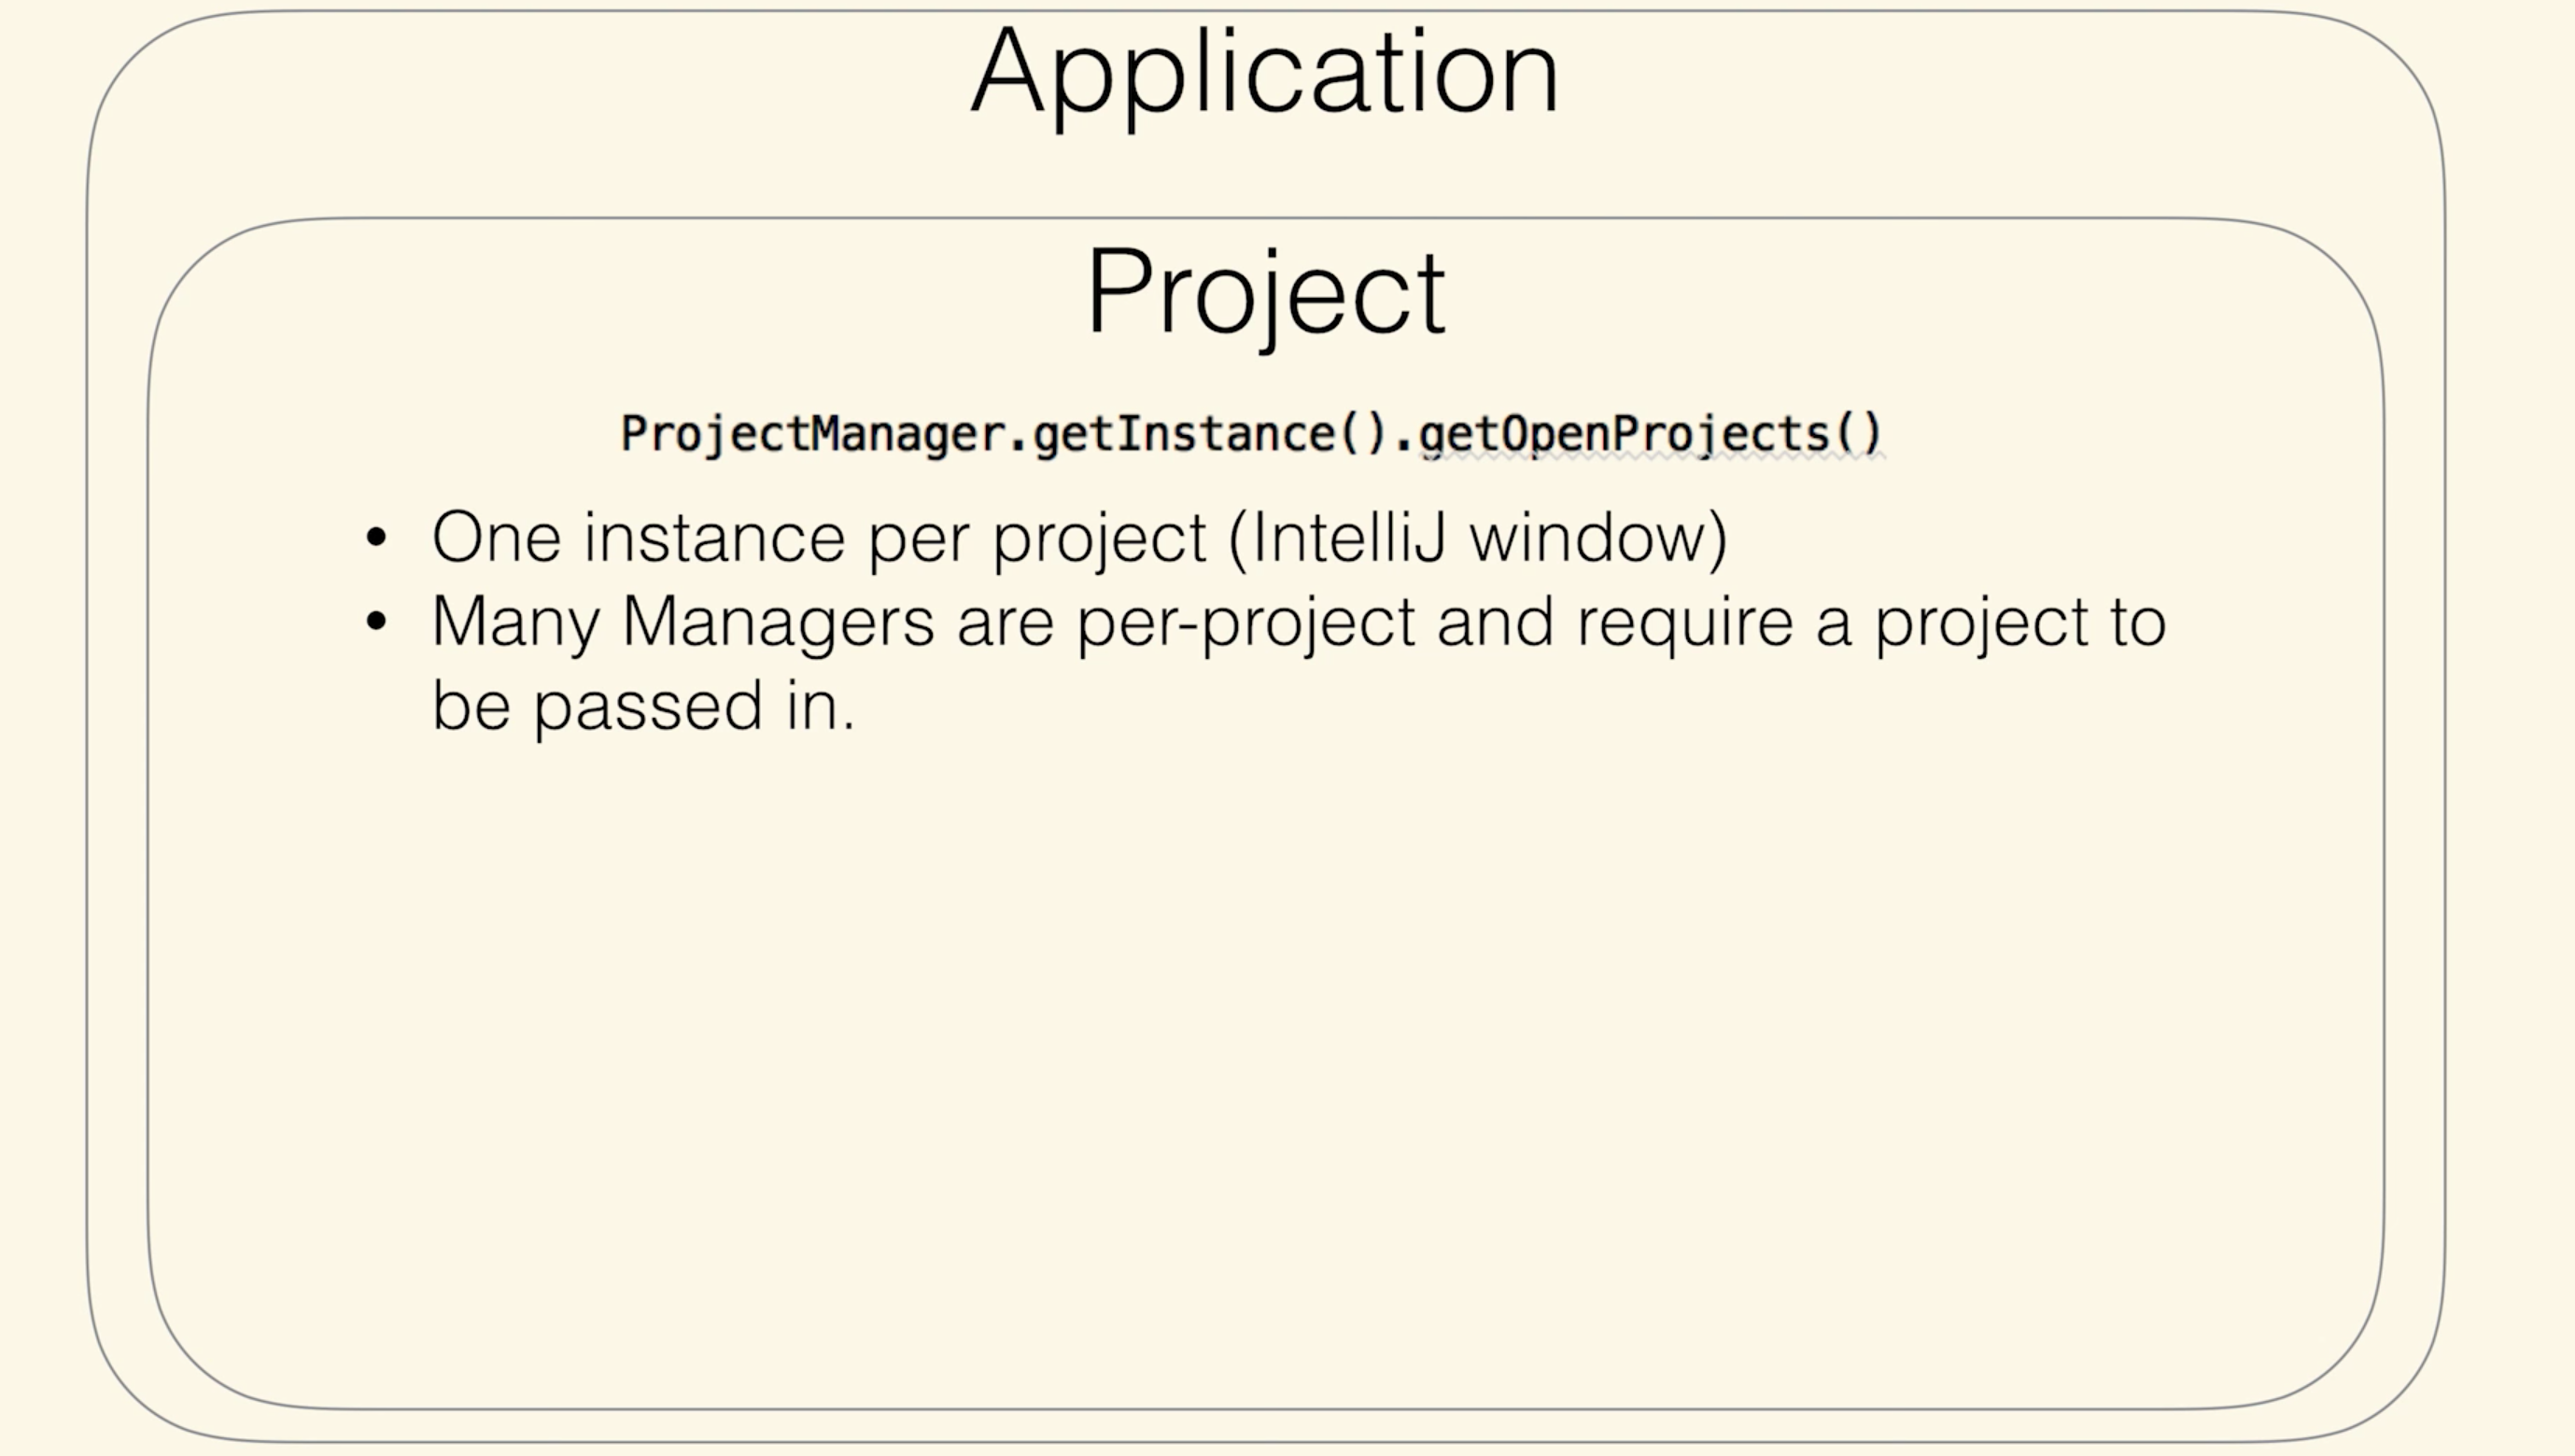 Application
Project
ProjectManager.getInstance().getOpenProjects()
• One instance per project (IntelliJ window)
• Many Managers are per-project and require a project to
be passed in.